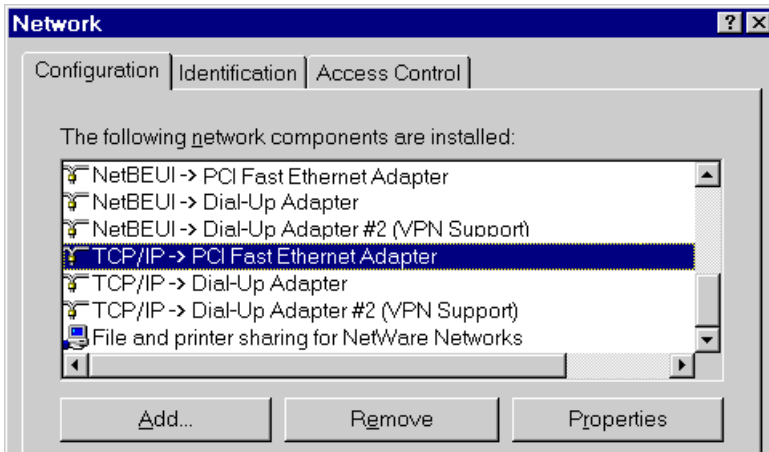 Network
Configuration Identification Access Control
The following network components are installed:
NetBEUI -> PCI Fast Ethernet Adapter
NetBEUI -> Dial-Up Adapter
NetBEUI -> Dial-Up Adapter #2 (VPN Support)
TCP/IP -> PCI Fast Ethernet Adapter
TCP/IP -> Dial-Up Adapter
TCP/IP -> Dial-Up Adapter #2 (VPN Support)
File and printer sharing for NetWare Networks
Add... Remove Properties